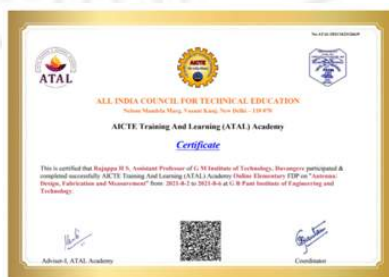 ATAL
AICTE
ALL INDIA COUNCIL FOR TECHNICAL EDUCATION
Nelson Mandela Marg, Vasant Kunj, New Delhi – 110 070
AICTE Training And Learning (ATAL) Academy
Certificate
This is certified that Rajappa H S, Assistant Professor of G M Institute of Technology, Davangere participated &
completed successfully AICTE Training And Learning (ATAL) Academy Online Elementary FDP on "Antenna:
Design, Fabrication and Measurement" from 2021-8-2 to 2021-8-6 at G B Pant Institute of Engineering and
Technology.
Adviser-I, ATAL Academy
Coordinator